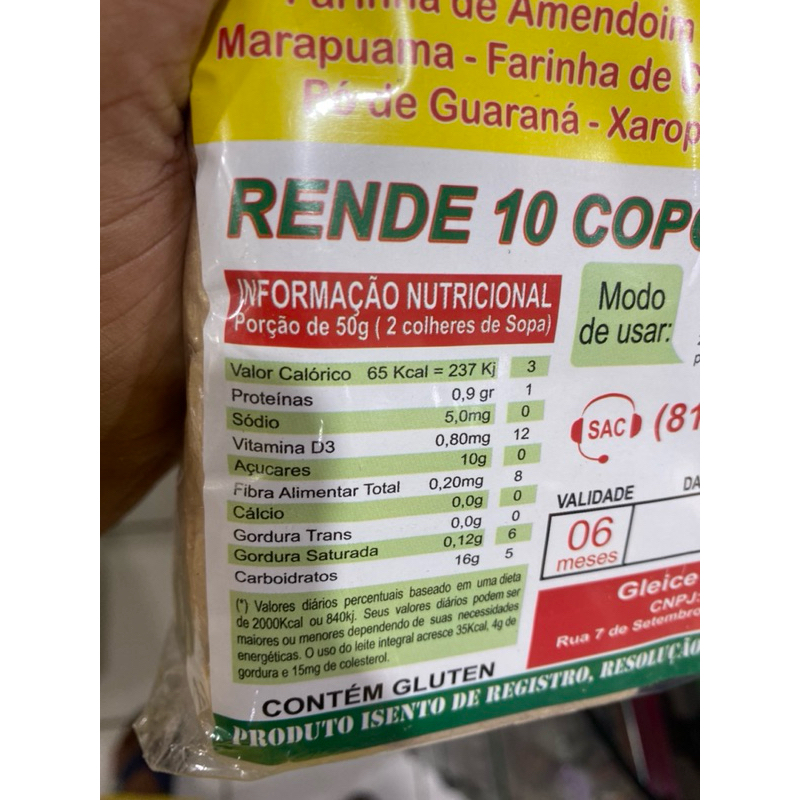 Farinha de Amendoim
Marapuama - Farinha de
Pó de Guaraná - Xarop
RENDE 10 COPO
INFORMAÇÃO NUTRICIONAL
Porção de 50g ( 2 colheres de Sopa)
Modo
de usar:
Valor Calórico 65 Kcal = 237 Kj 3
Proteínas 0,9 gr 1
Sódio 5,0mg 0
Vitamina D3 0,80mg 12
Açucares 10g 0
Fibra Alimentar Total 0,20mg 8
Cálcio 0,0g 0
Gordura Trans 0,0g 0
Gordura Saturada 0,12g 6
Carboidratos 16g 5
(*) Valores diários percentuais baseado em uma dieta
de 2000Kcal ou 840kj. Seus valores diários podem ser
maiores ou menores dependendo de suas necessidades
energéticas. O uso do leite integral acresce 35Kcal, 4g de
gordura e 15mg de colesterol.
CONTÉM GLUTEN
PRODUTO ISENTO DE REGISTRO, RESOLUÇÃO
SAC (81
VALIDADE DA
06
meses
Gleice
CNPJ:
Rua 7 de Setembro